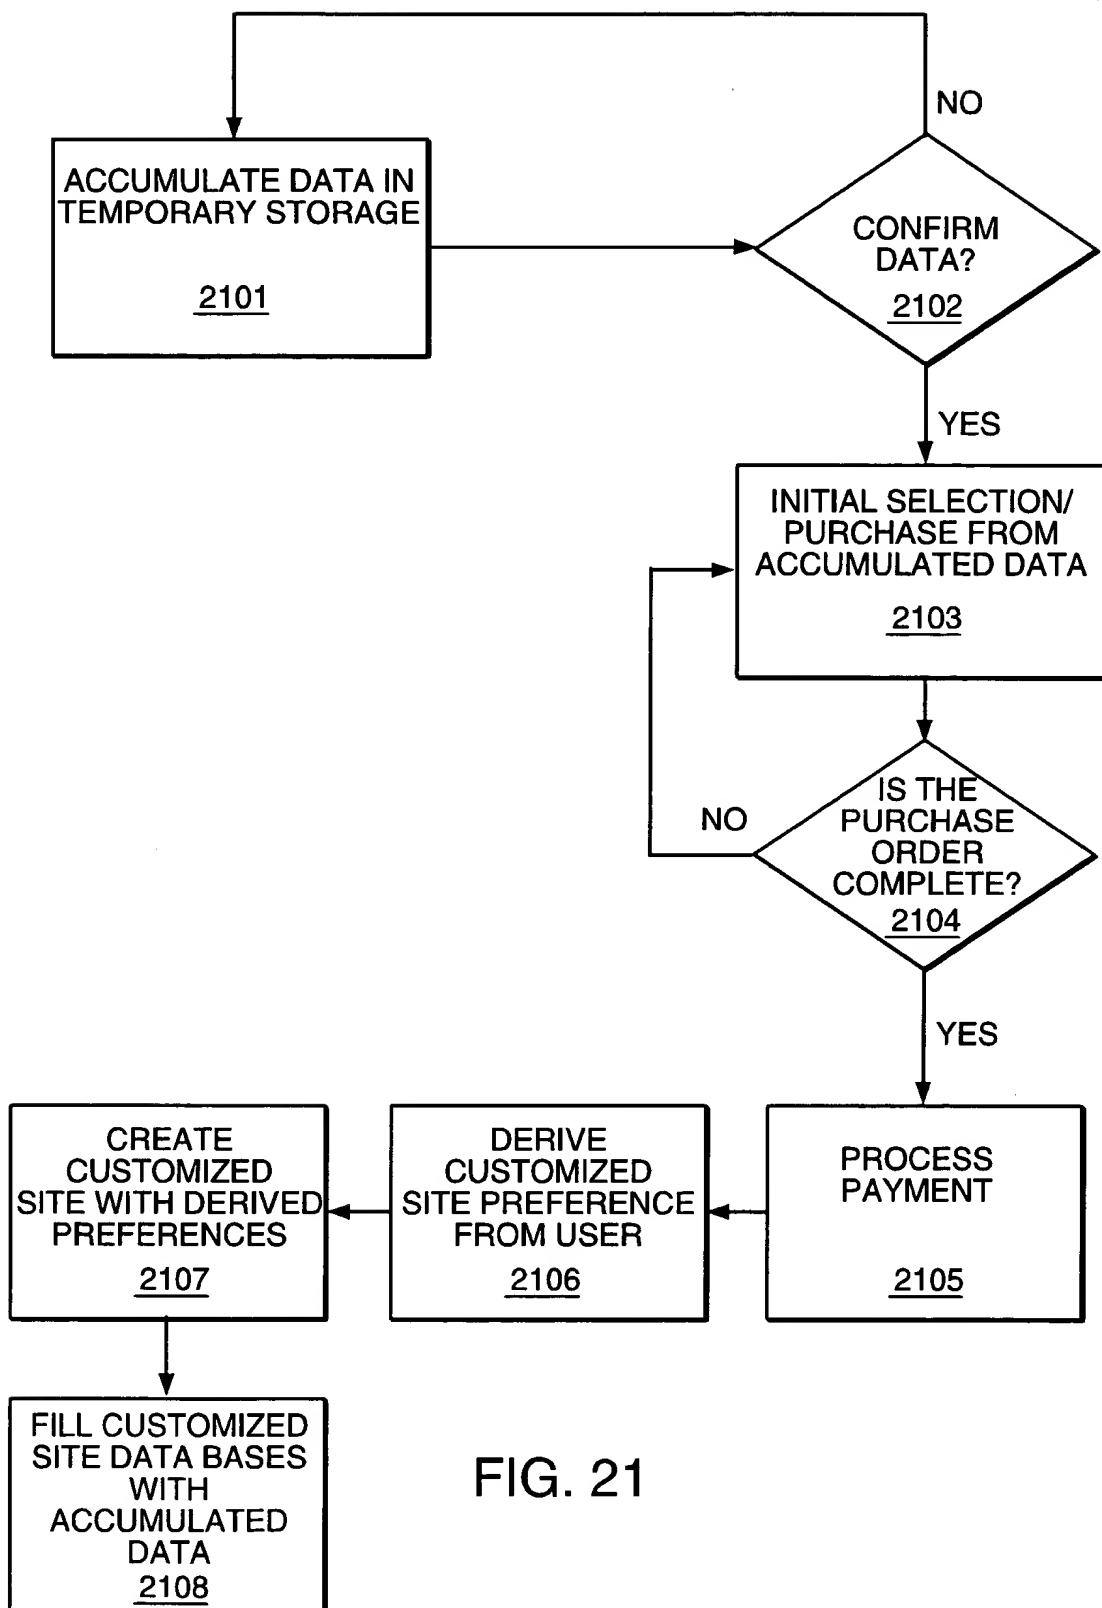 NO
ACCUMULATE DATA IN
TEMPORARY STORAGE
2101
CONFIRM
DATA?
2102
YES
INITIAL SELECTION/
PURCHASE FROM
ACCUMULATED DATA
2103
NO
IS THE
PURCHASE
ORDER
COMPLETE?
2104
YES
PROCESS
PAYMENT
2105
DERIVE
CUSTOMIZED
SITE PREFERENCE
FROM USER
2106
CREATE
CUSTOMIZED
SITE WITH DERIVED
PREFERENCES
2107
FILL CUSTOMIZED
SITE DATA BASES
WITH
ACCUMULATED
DATA
2108
FIG. 21